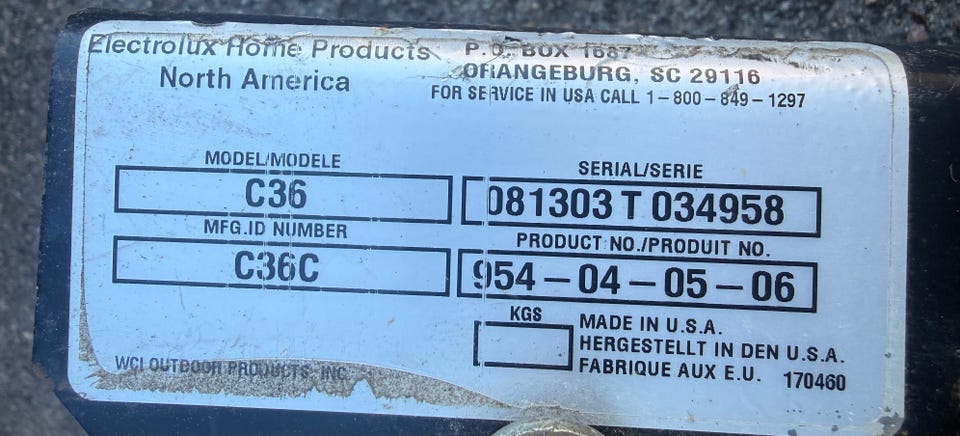 Electrolux Home Products
North America
P.O. BOX 1687
ORANGEBURG, SC 29116
FOR SERVICE IN USA CALL 1-800-849-1297
MODEL/MODELE
C36
SERIAL/SERIE
081303 T 034958
MFG.ID NUMBER
C36C
PRODUCT NO./PRODUIT NO.
954-04-05-06
KGS
MADE IN U.S.A.
HERGESTELLT IN DEN U.S.A.
FABRIQUE AUX E.U. 170460
WCI OUTDOOR PRODUCTS, INC